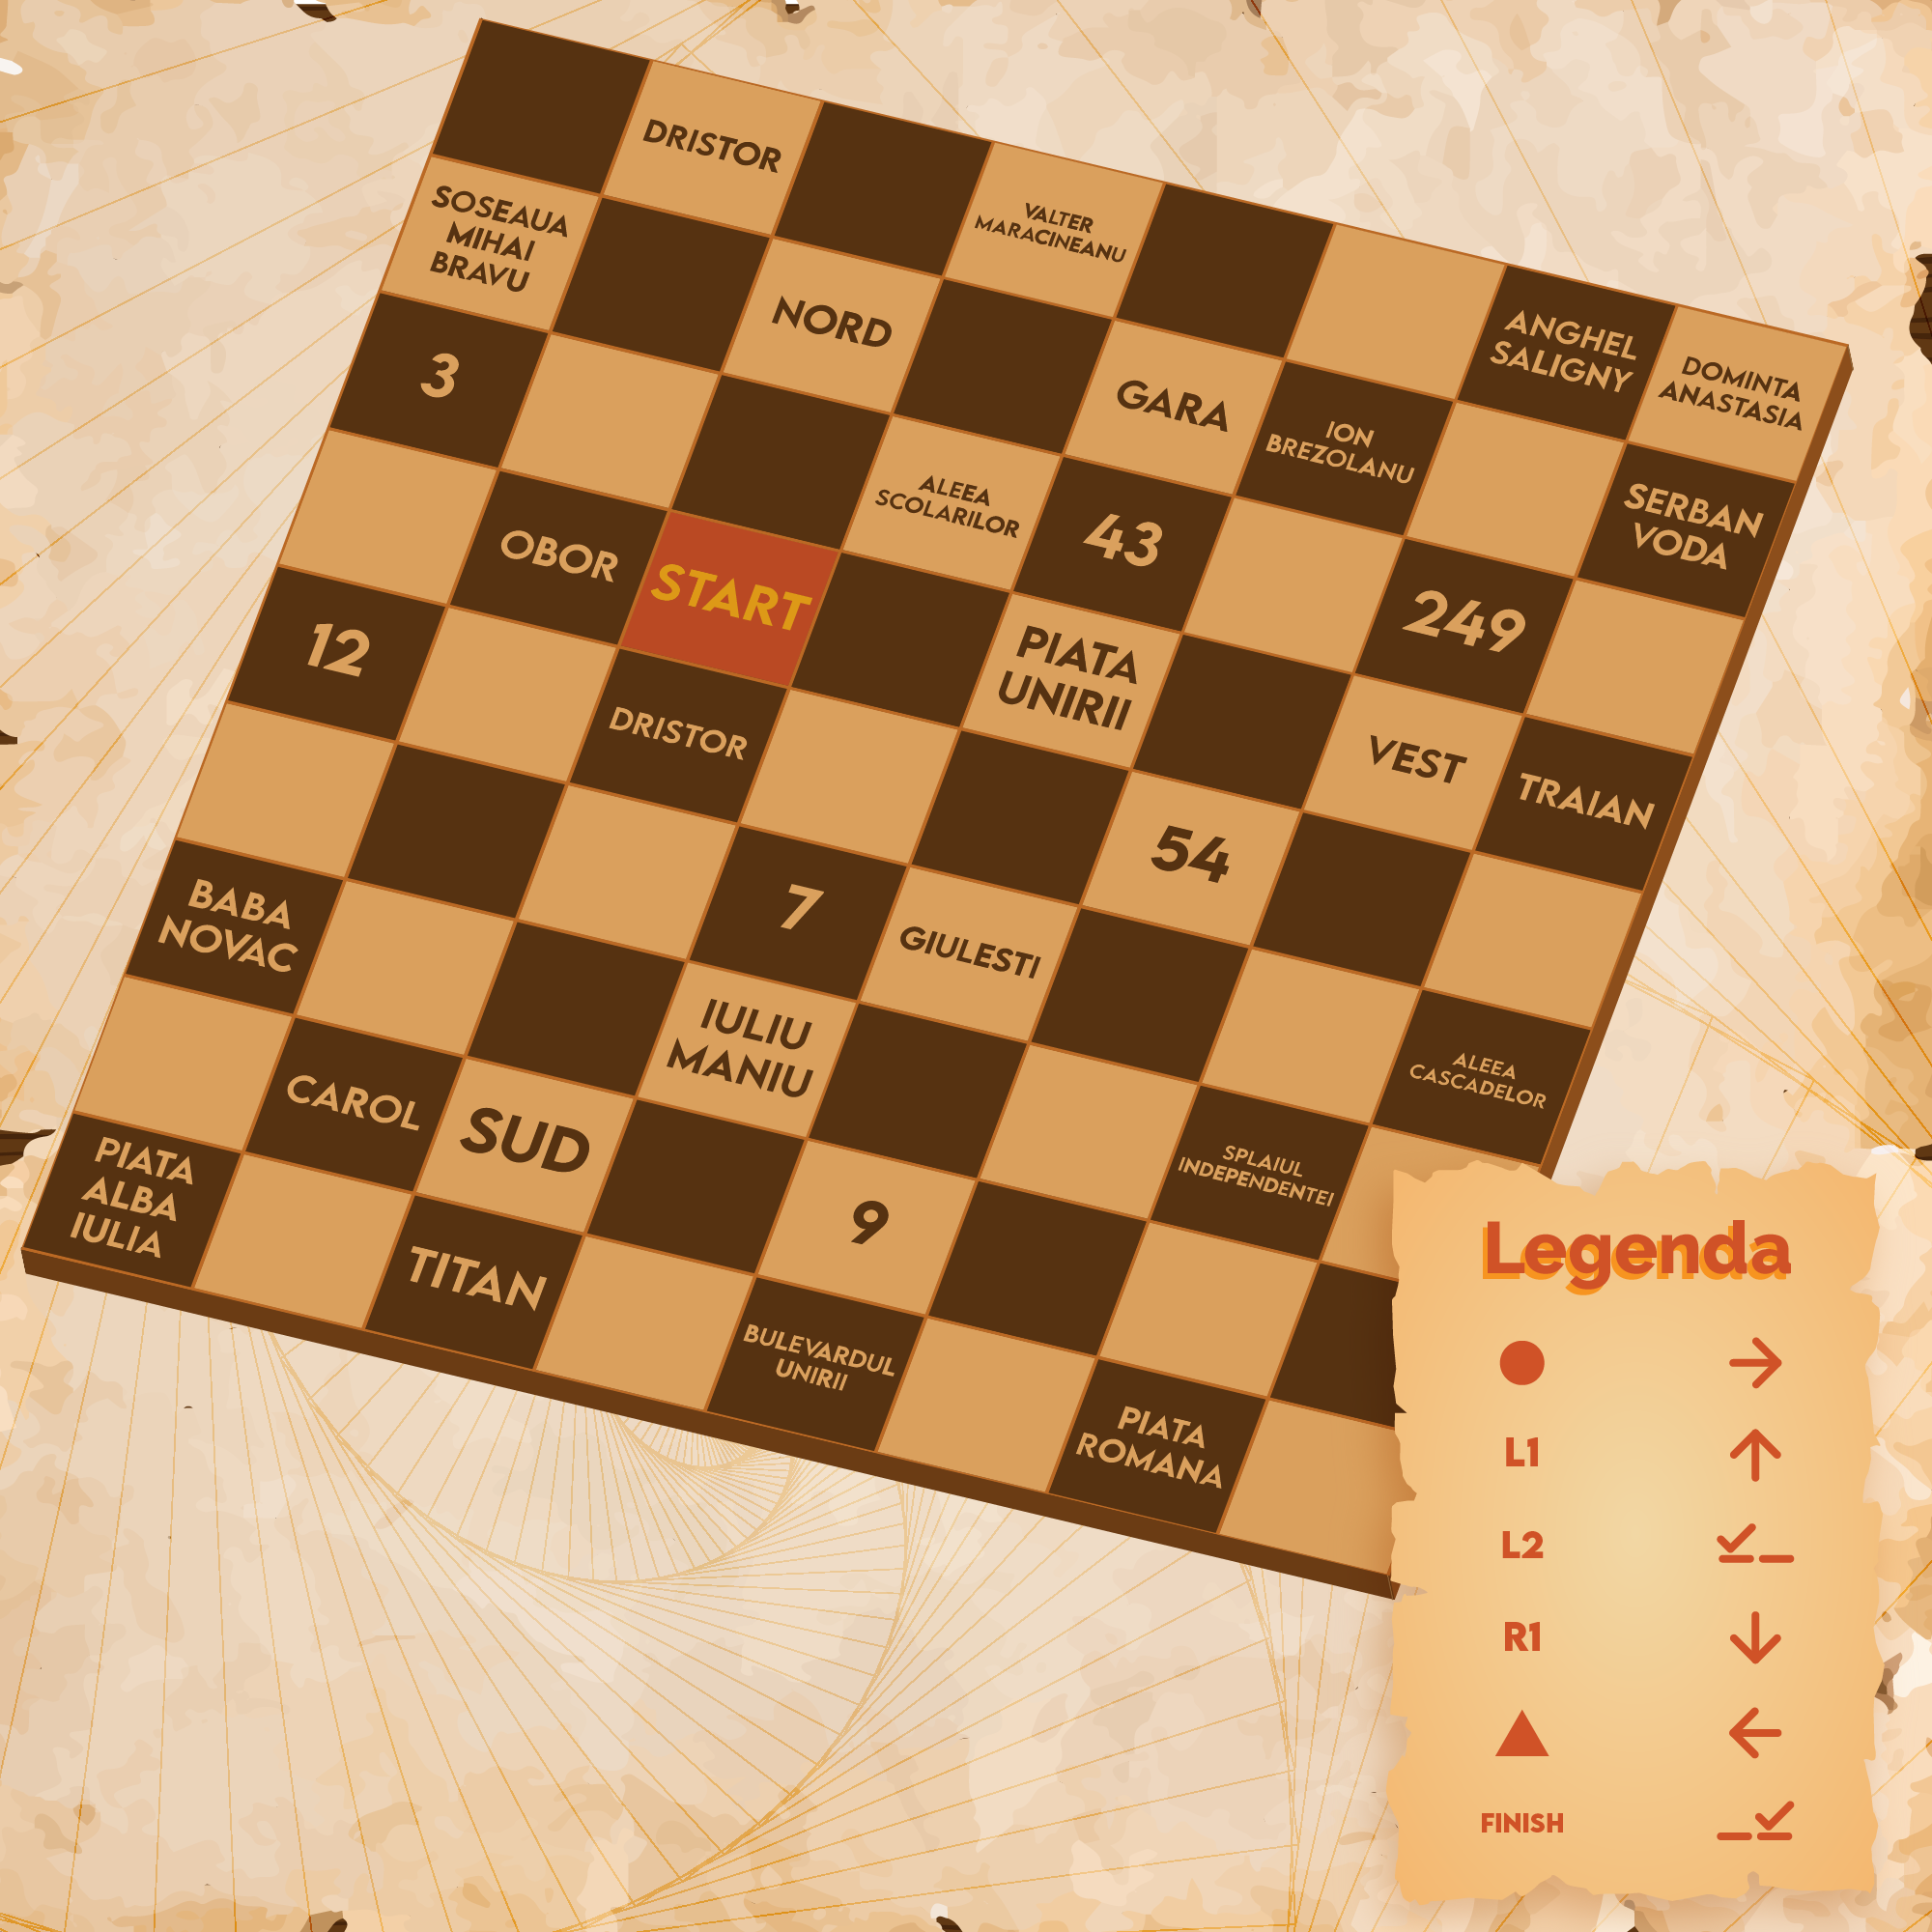 DRISTOR
VALTER
MARACINEANU
ANGHEL
SALIGNY
DOMINTA
ANASTASIA
SOSEAUA
MIHAI
BRAVU
NORD
GARA
ION
BREZOLANU
SERBAN
VODA
3
ALEEA
SCOLARILOR
43
249
OBOR
START
PIATA
UNIRII
VEST
TRAIAN
12
DRISTOR
54
7
GIULESTI
ALEEA
CASCADELOR
BABA
NOVAC
IULIU
MANIU
SPLAIUL
INDEPENDENTEI
CAROL
SUD
9
PIATA
ALBA
IULIA
TITAN
BULEVARDUL
UNIRII
PIATA
ROMANA
Legenda
L1
L2
R1
FINISH